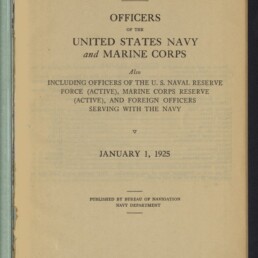 OFFICERS
OF THE
UNITED STATES NAVY
and MARINE CORPS
Also
INCLUDING OFFICERS OF THE U. S. NAVAL RESERVE
FORCE (ACTIVE), MARINE CORPS RESERVE
(ACTIVE), AND FOREIGN OFFICERS
SERVING WITH THE NAVY
JANUARY 1, 1925
PUBLISHED BY BUREAU OF NAVIGATION
NAVY DEPARTMENT